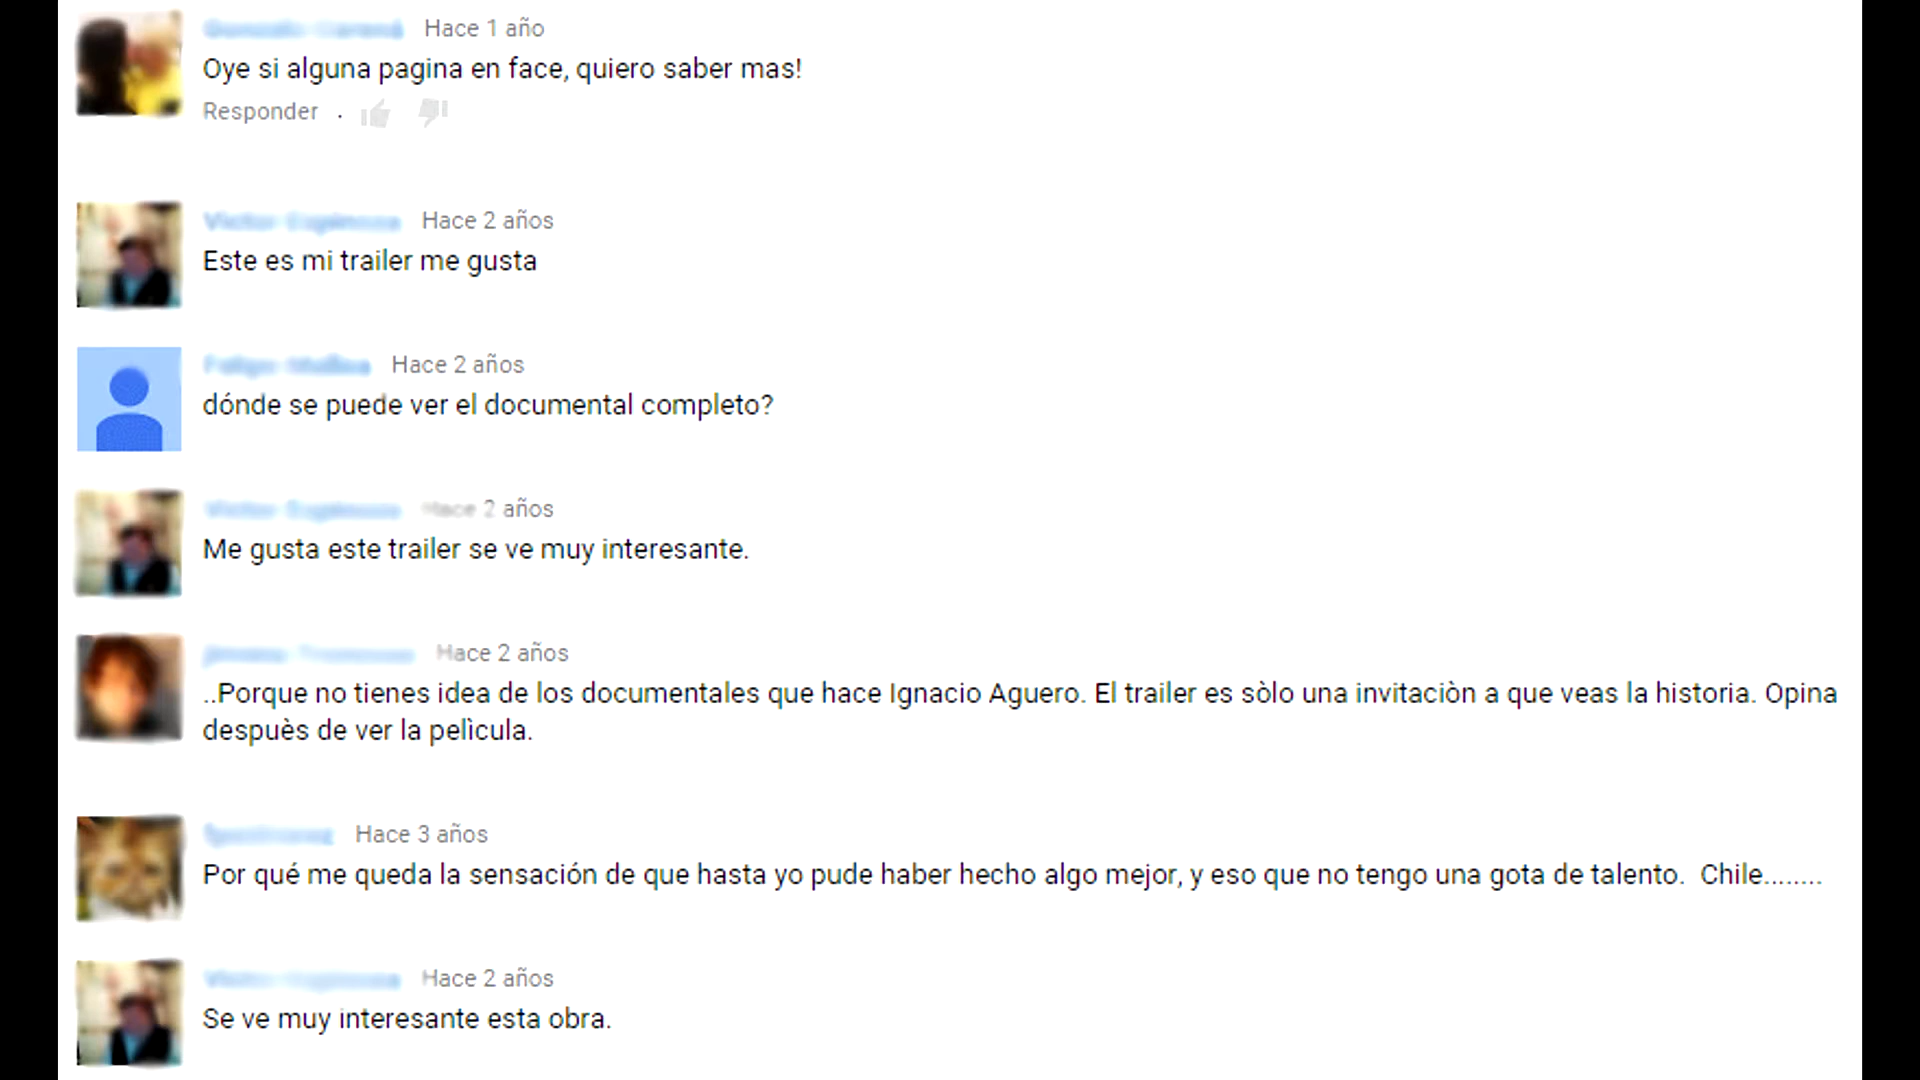 Hace 1 año
Oye si alguna pagina en face, quiero saber mas!
Responder .
Hace 2 años
Este es mi trailer me gusta
Hace 2 años
dónde se puede ver el documental completo?
Hace 2 años
Me gusta este trailer se ve muy interesante.
Hace 2 años
..Porque no tienes idea de los documentales que hace Ignacio Aguero. El trailer es sòlo una invitaciòn a que veas la historia. Opina
despuès de ver la pelìcula.
Hace 3 años
Por qué me queda la sensación de que hasta yo pude haber hecho algo mejor, y eso que no tengo una gota de talento.  Chile........
Hace 2 años
Se ve muy interesante esta obra.